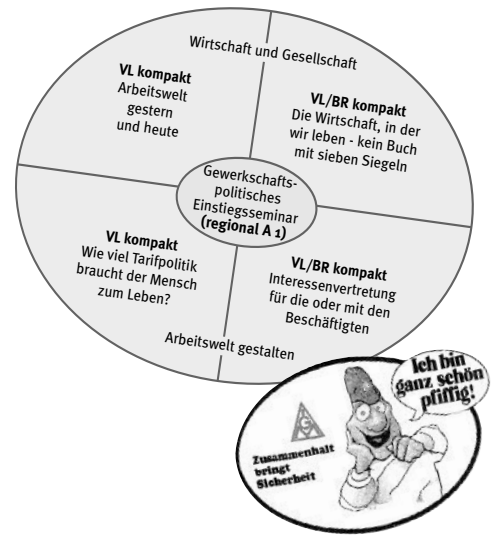 Wirtschaft und Gesellschaft
VL kompakt
Arbeitswelt
gestern
und heute
VL/BR kompakt
Die Wirtschaft, in der
wir leben - kein Buch
mit sieben Siegeln
Gewerkschafts-
politisches
Einstiegsseminar
(regional A 1)
VL kompakt
Wie viel Tarifpolitik
braucht der Mensch
zum Leben?
VL/BR kompakt
Interessenvertretung
für die oder mit den
Beschäftigten
Arbeitswelt gestalten
Ich bin
ganz schön
pfiffig!
IGM
Zusammenhalt
bringt
Sicherheit